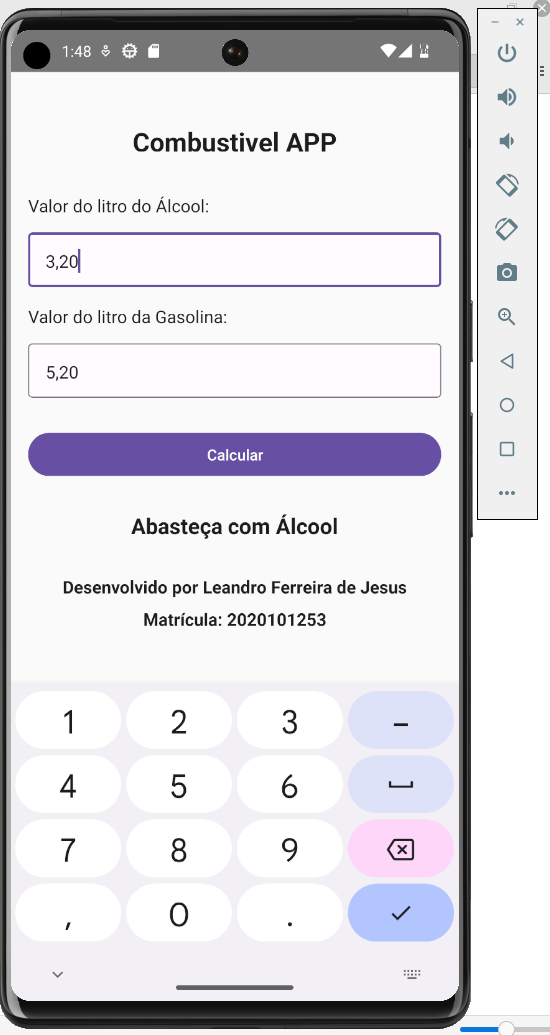 1:48
Combustivel APP
Valor do litro do Álcool:
3,20
Valor do litro da Gasolina:
5,20
Calcular
Abasteça com Álcool
Desenvolvido por Leandro Ferreira de Jesus
Matrícula: 2020101253
1 2 3 –
4 5 6
7 8 9
, 0 .